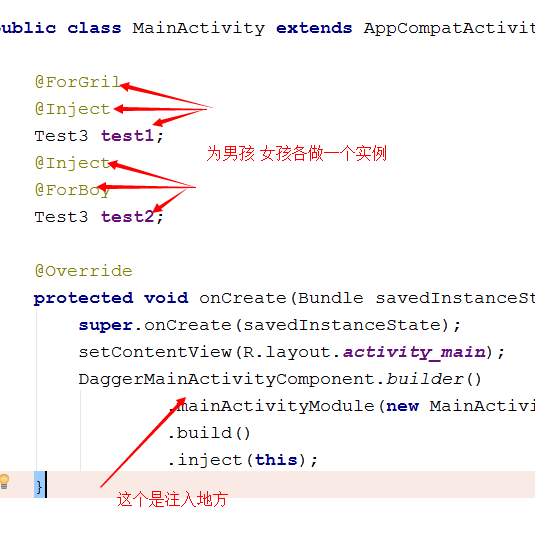 public class MainActivity extends AppCompatActivit
@ForGril
@Inject
Test3 test1;
为男孩 女孩各做一个实例
@Inject
@ForBoy
Test3 test2;
@Override
protected void onCreate(Bundle savedInstanceSt
super.onCreate(savedInstanceState);
setContentView(R.layout.activity_main);
DaggerMainActivityComponent.builder()
.mainActivityModule(new MainActivi
.build()
.inject(this);
}
这个是注入地方